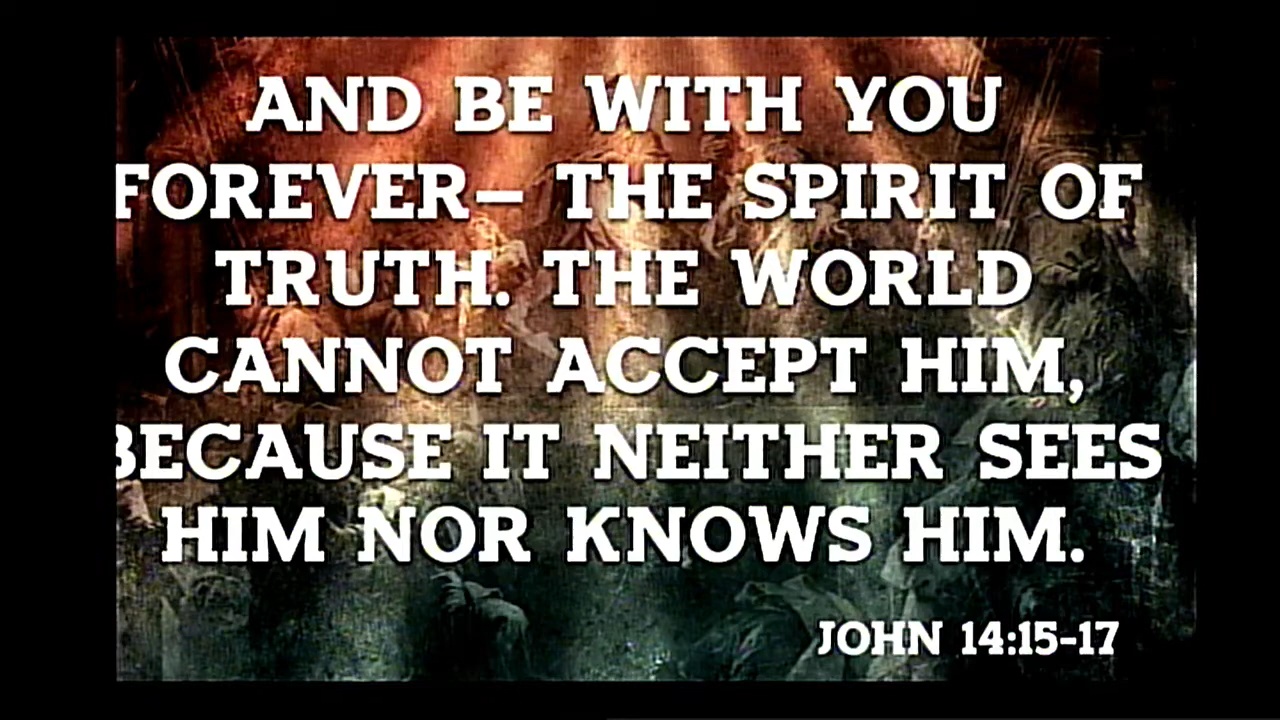 AND BE WITH YOU
FOREVER– THE SPIRIT OF
TRUTH. THE WORLD
CANNOT ACCEPT HIM,
BECAUSE IT NEITHER SEES
HIM NOR KNOWS HIM.
JOHN 14:15-17